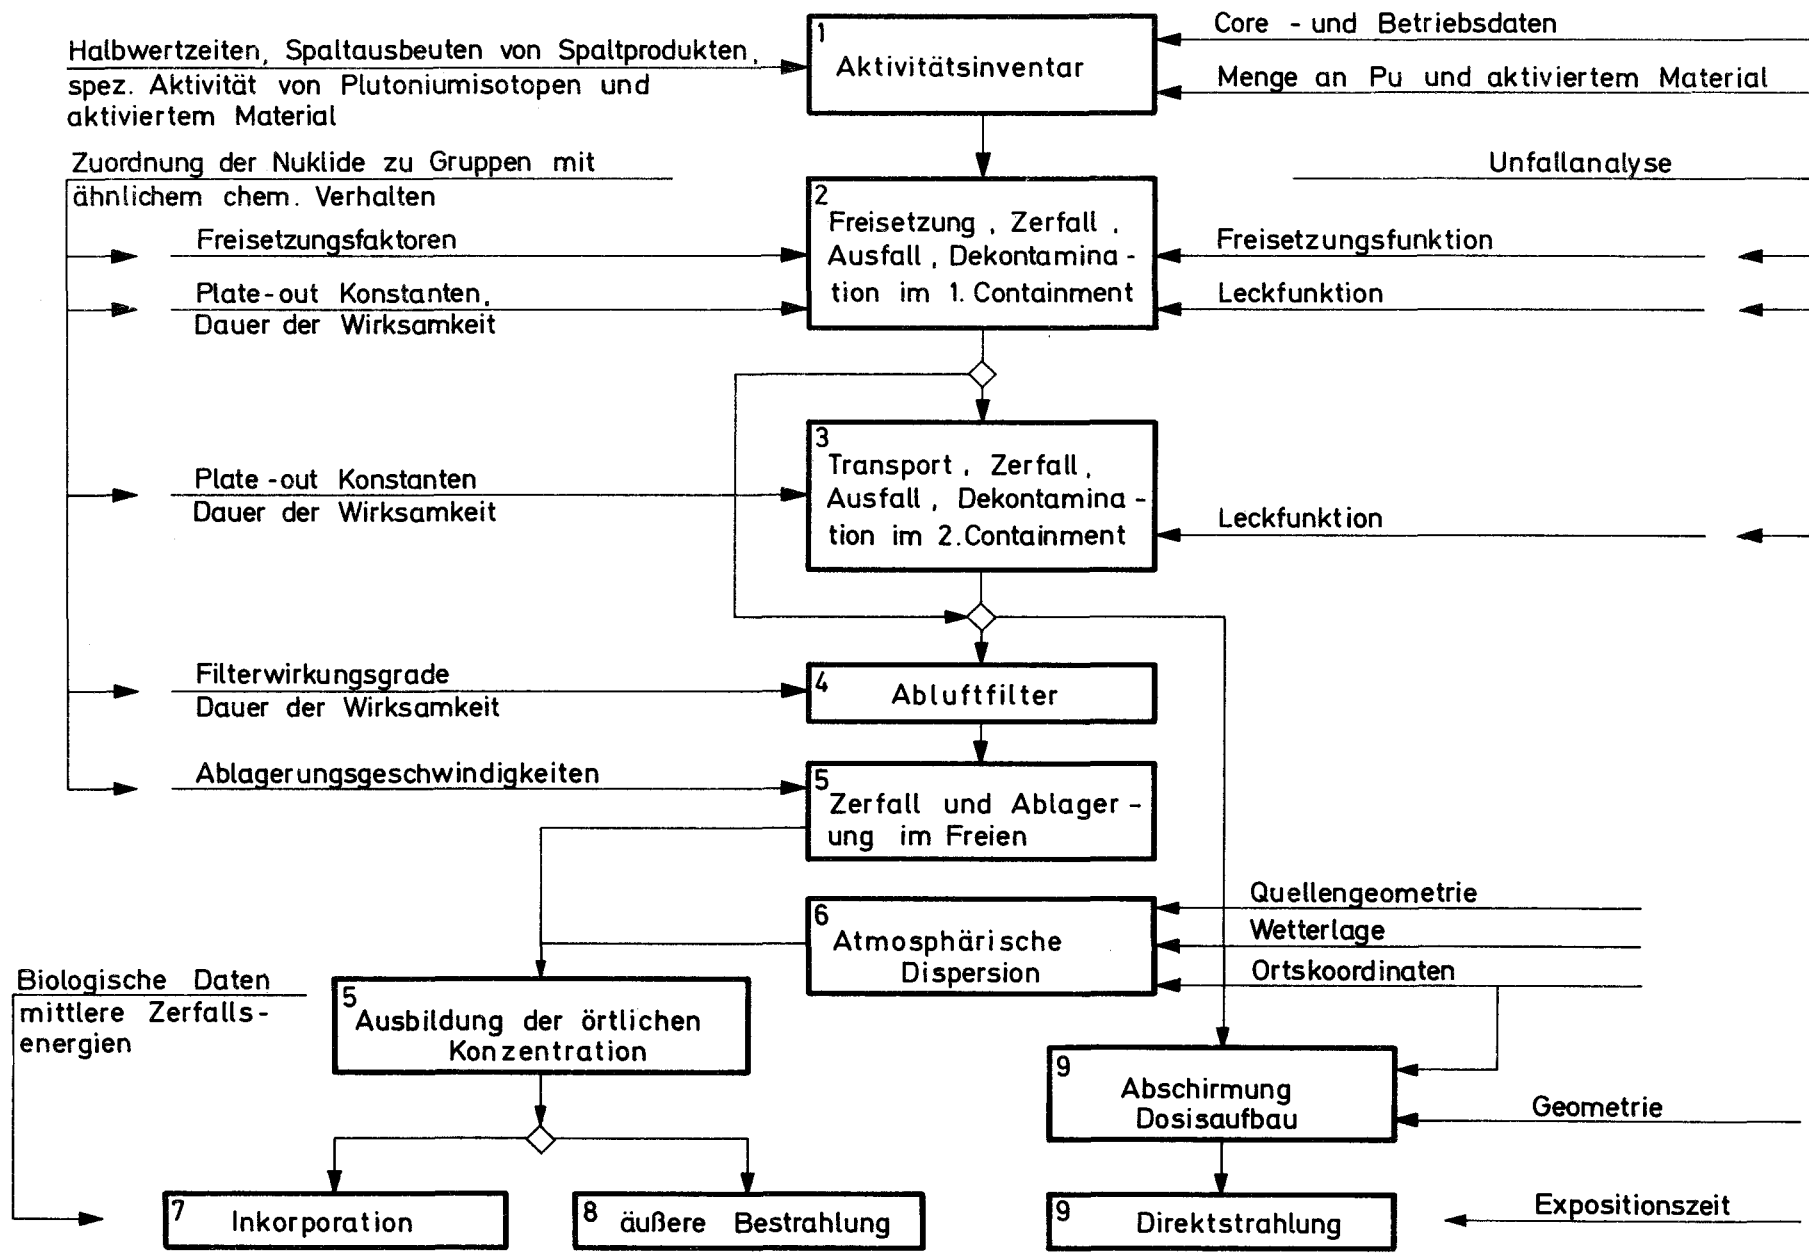 Halbwertzeiten, Spaltausbeuten von Spaltprodukten,
spez. Aktivität von Plutoniumisotopen und
aktiviertem Material
1
Aktivitätsinventar
Core - und Betriebsdaten
Menge an Pu und aktiviertem Material
Zuordnung der Nuklide zu Gruppen mit
ähnlichem chem. Verhalten
Unfallanalyse
Freisetzungsfaktoren
Plate-out Konstanten,
Dauer der Wirksamkeit
2
Freisetzung, Zerfall,
Ausfall, Dekontamina-
tion im 1. Containment
Freisetzungsfunktion
Leckfunktion
Plate-out Konstanten
Dauer der Wirksamkeit
3
Transport, Zerfall,
Ausfall, Dekontamina-
tion im 2. Containment
Leckfunktion
Filterwirkungsgrade
Dauer der Wirksamkeit
4 Abluftfilter
Ablagerungsgeschwindigkeiten
5
Zerfall und Ablager-
ung im Freien
6
Atmosphärische
Dispersion
Quellengeometrie
Wetterlage
Ortskoordinaten
Biologische Daten
mittlere Zerfalls-
energien
5
Ausbildung der örtlichen
Konzentration
9
Abschirmung
Dosisaufbau
Geometrie
7 Inkorporation
8 äußere Bestrahlung
9 Direktstrahlung
Expositionszeit